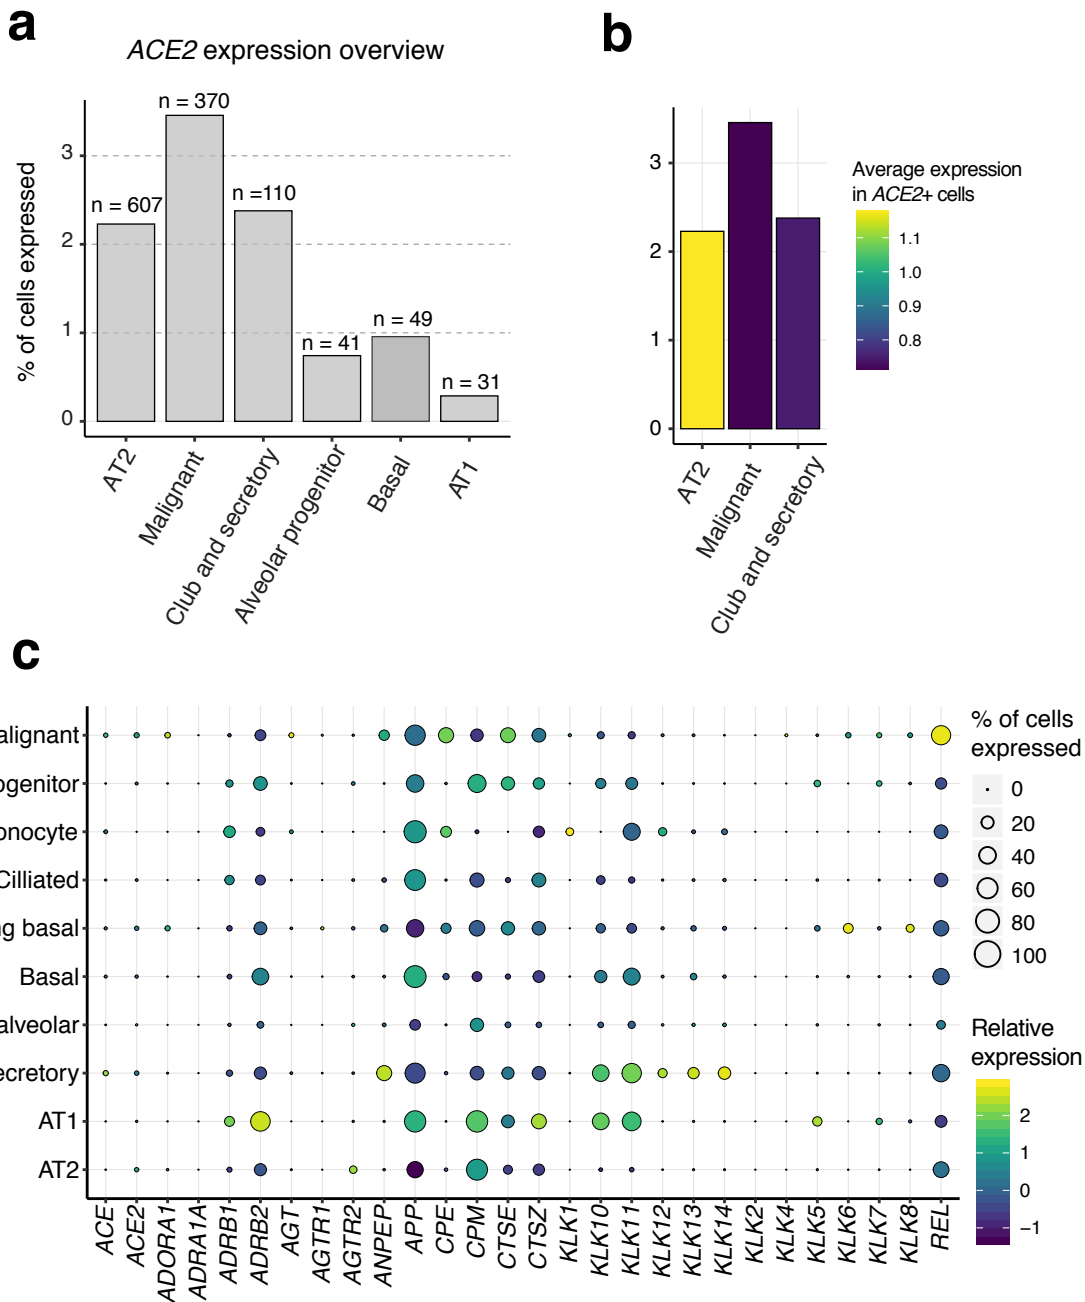 a
ACE2 expression overview
% of cells expressed
3
2
1
0
n = 607
n = 370
n =110
n = 41
n = 49
n = 31
AT2
Malignant
Club and secretory
Alveolar progenitor
Basal
AT1
b
3
2
1
0
AT2
Malignant
Club and secretory
Average expression
in ACE2+ cells
1.1
1.0
0.9
0.8
c
alignant
ogenitor
onocyte
Cilliated
ng basal
Basal
alveolar
ecretory
AT1
AT2
ACE
ACE2
ADORA1
ADRA1A
ADRB1
ADRB2
AGT
AGTR1
AGTR2
ANPEP
APP
CPE
CPM
CTSE
CTSZ
KLK1
KLK10
KLK11
KLK12
KLK13
KLK14
KLK2
KLK4
KLK5
KLK6
KLK7
KLK8
REL
% of cells
expressed
0
20
40
60
80
100
Relative
expression
2
1
0
−1